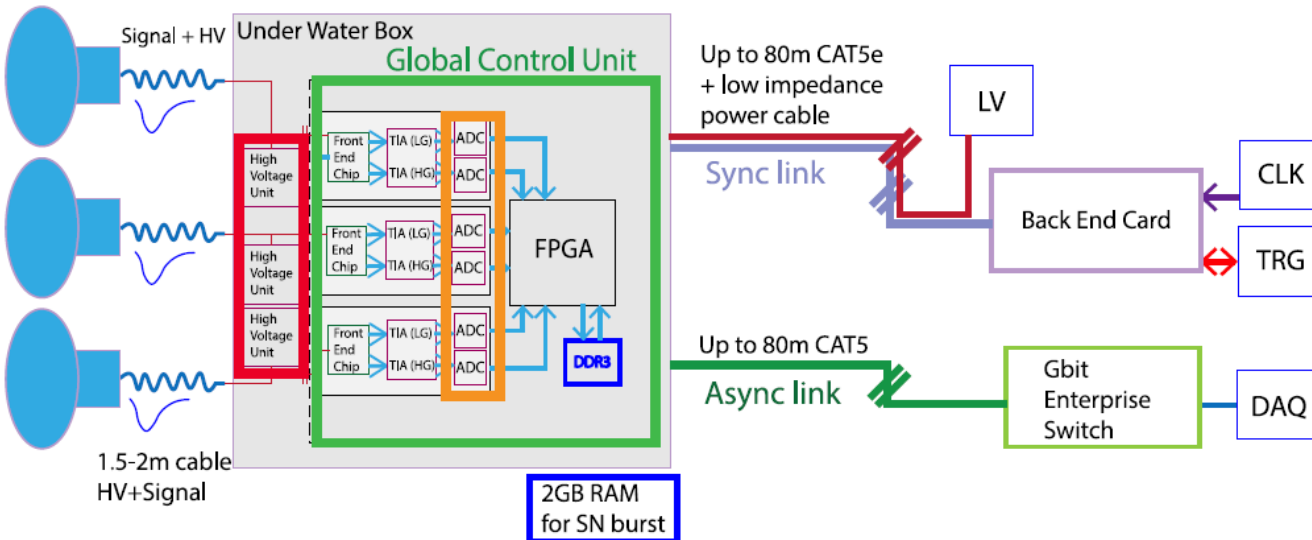 Signal + HV
Under Water Box
Global Control Unit
High
Voltage
Unit
High
Voltage
Unit
High
Voltage
Unit
Front
End
Chip
TIA (LG)
TIA (HG)
ADC
ADC
Front
End
Chip
TIA (LG)
TIA (HG)
ADC
ADC
Front
End
Chip
TIA (LG)
TIA (HG)
ADC
ADC
FPGA
DDR3
1.5-2m cable
HV+Signal
2GB RAM
for SN burst
Up to 80m CAT5e
+ low impedance
power cable
Sync link
LV
Back End Card
CLK
TRG
Up to 80m CAT5
Async link
Gbit
Enterprise
Switch
DAQ